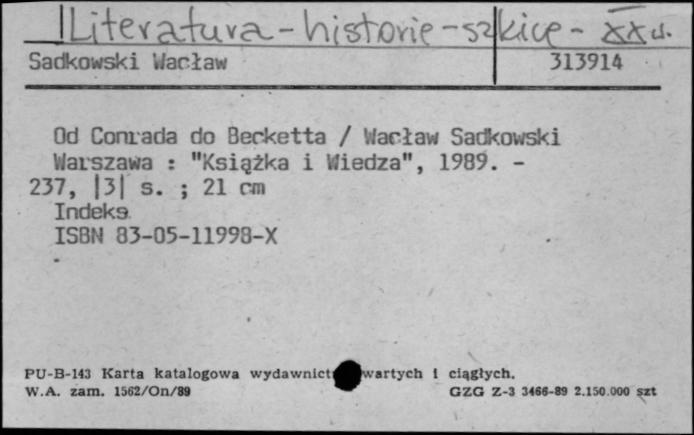 Literatura - historie - szkice - XX w.
Sadkowski Wacław 313914
Od Conrada do Becketta / Wacław Sadkowski
Warszawa : "Książka i Wiedza", 1989. -
237, |3| s. ; 21 cm
Indeks
ISBN 83-05-11998-X
PU-B-143 Karta katalogowa wydawnict wartych i ciągłych.
W.A. zam. 1562/On/89 GZG Z-3 3466-89 2.150.000 szt